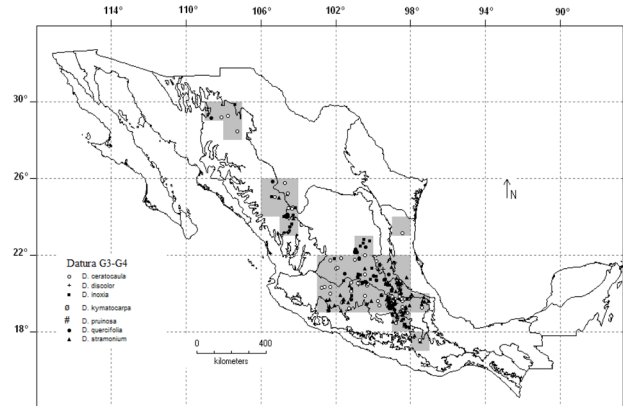 114° 110° 106° 102° 98° 94° 90°
30°
26°
N
22°
Datura G3-G4
D. ceratocaula
D. discolor
D. inoxia
ø D. kymatocarpa
# D. pruinosa
D. quercifolia
D. stramonium
18°
0 400
kilometers